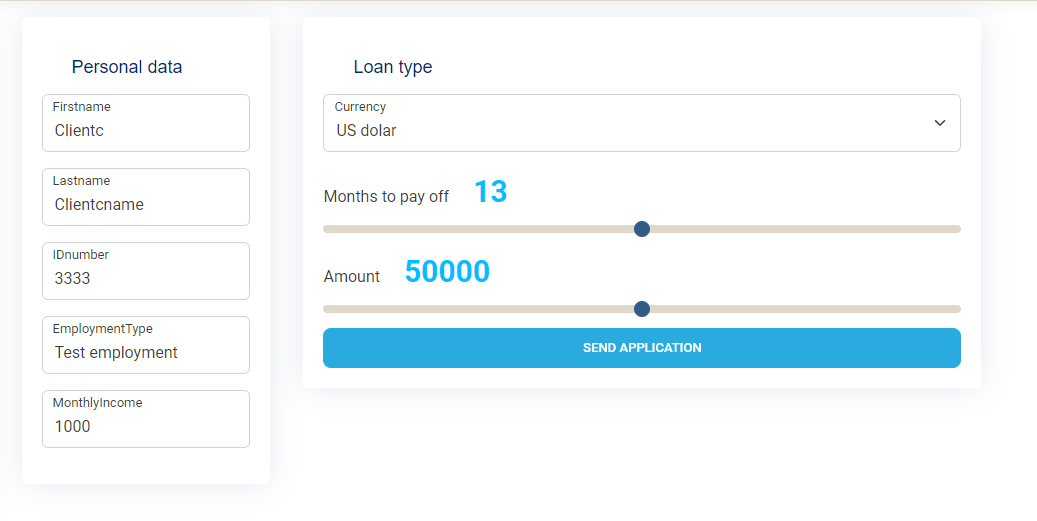 Personal data
Firstname
Clientc
Lastname
Clientcname
IDnumber
3333
EmploymentType
Test employment
MonthlyIncome
1000
Loan type
Currency
US dolar
Months to pay off 13
Amount 50000
SEND APPLICATION